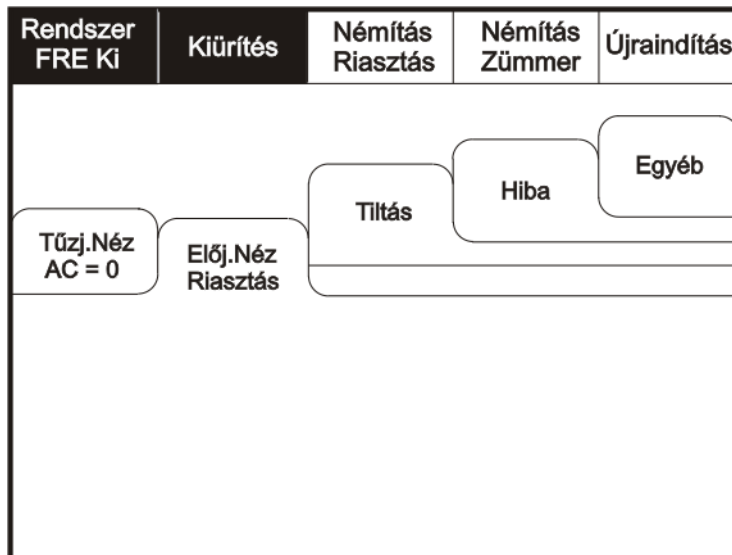 Rendszer
FRE Ki
Kiürítés
Némítás
Riasztás
Némítás
Zümmer
Újraindítás
Tűzj.Néz
AC = 0
Előj.Néz
Riasztás
Tiltás
Hiba
Egyéb